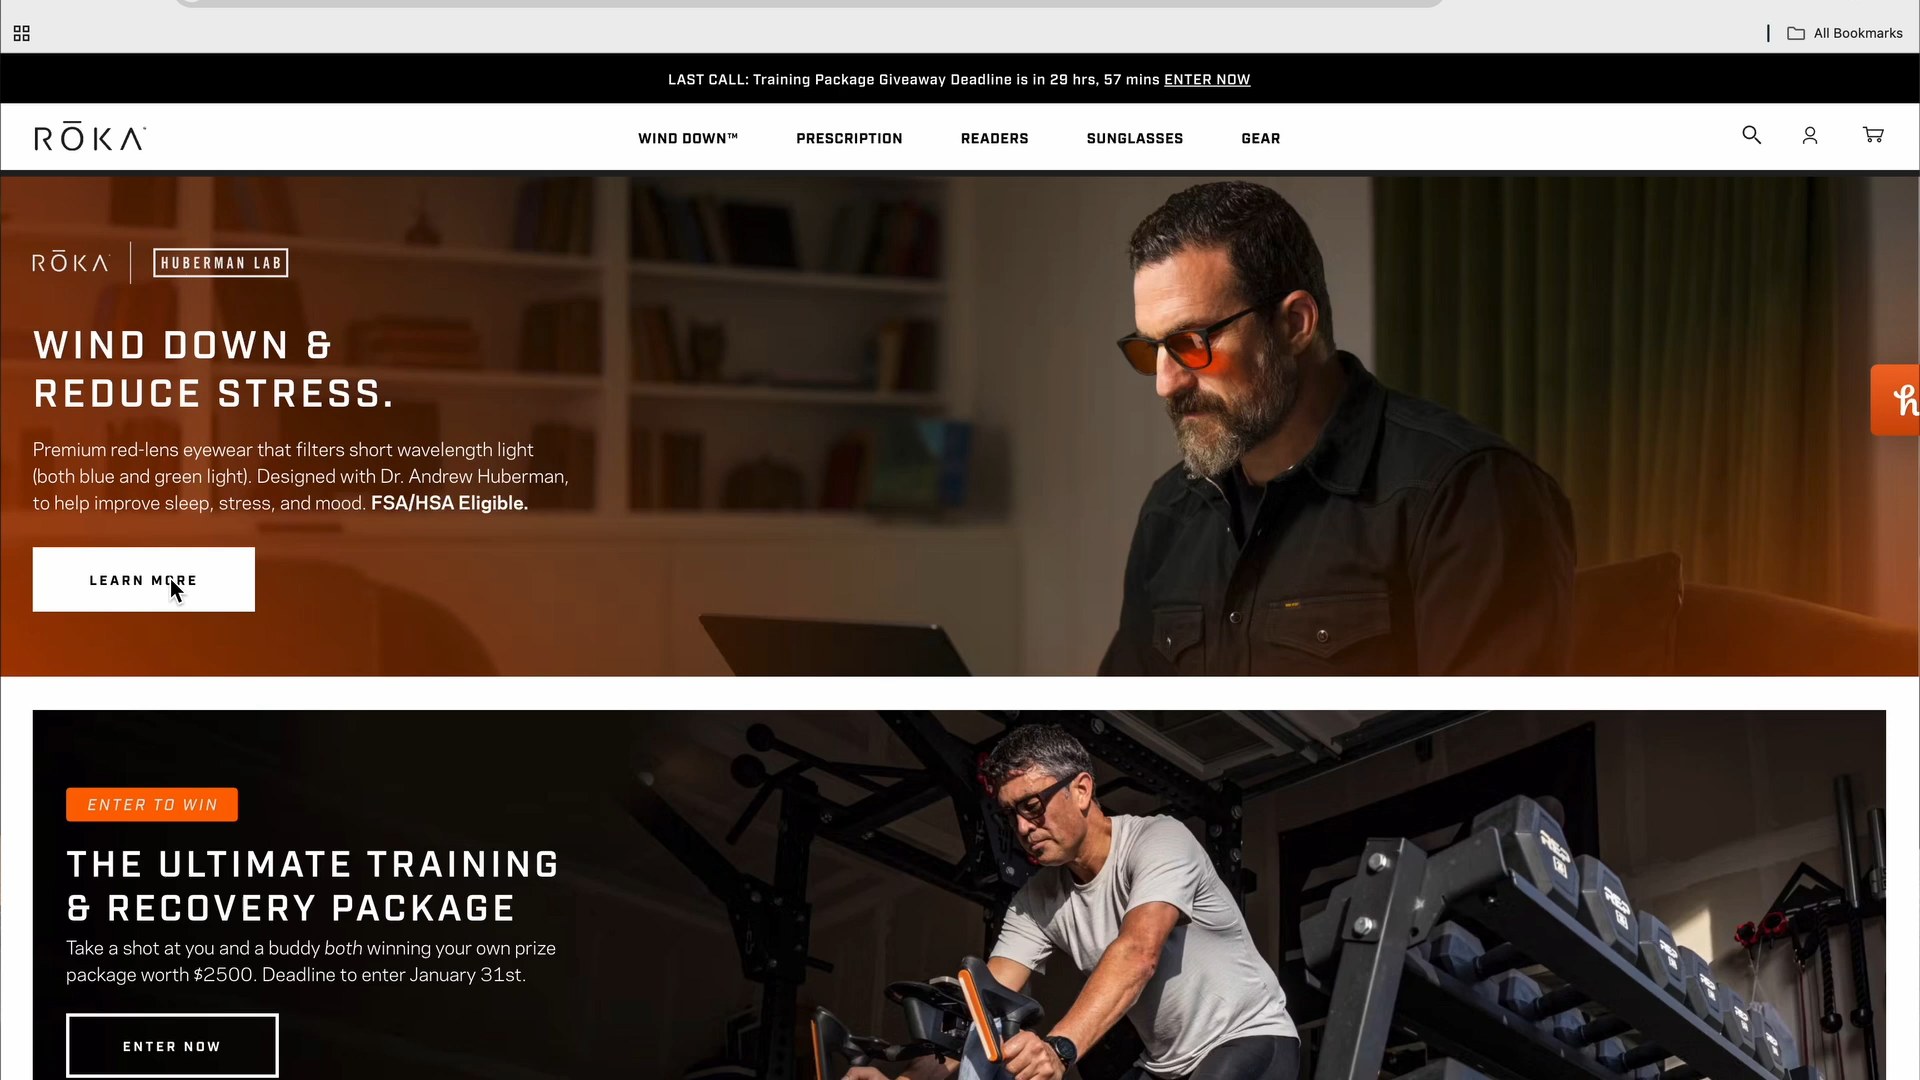 All Bookmarks
LAST CALL: Training Package Giveaway Deadline is in 29 hrs, 57 mins ENTER NOW
RŌKA
WIND DOWN™ PRESCRIPTION READERS SUNGLASSES GEAR
RŌKA HUBERMAN LAB
WIND DOWN &
REDUCE STRESS.
Premium red-lens eyewear that filters short wavelength light
(both blue and green light). Designed with Dr. Andrew Huberman,
to help improve sleep, stress, and mood. FSA/HSA Eligible.
LEARN MORE
h
ENTER TO WIN
THE ULTIMATE TRAINING
& RECOVERY PACKAGE
Take a shot at you and a buddy both winning your own prize
package worth $2500. Deadline to enter January 31st.
ENTER NOW